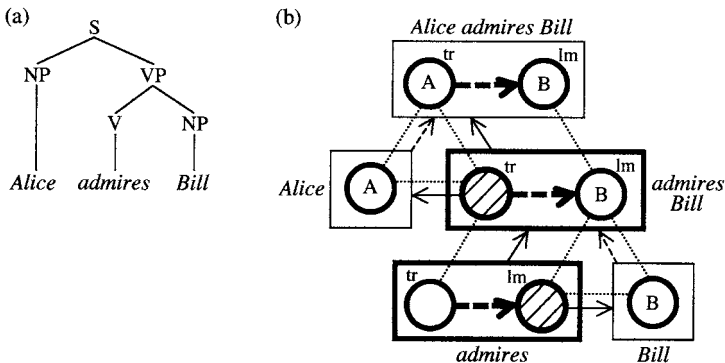 (a)
S
NP VP
V NP
Alice admires Bill
(b)
Alice admires Bill
tr lm
A B
Alice
A
tr lm
B
admires
Bill
tr lm
B
admires
Bill